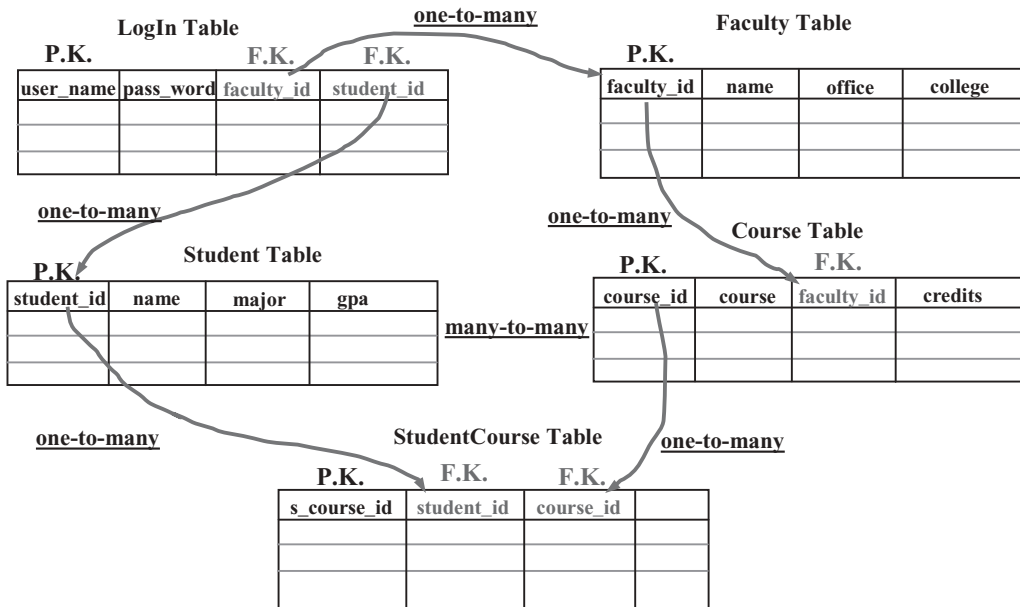 one-to-many
LogIn Table
Faculty Table
P.K. F.K. F.K.
P.K.
user_name pass_word faculty_id student_id
faculty_id name office college
one-to-many
one-to-many
Student Table
Course Table
P.K.
P.K. F.K.
student_id name major gpa
course_id course faculty_id credits
many-to-many
one-to-many
StudentCourse Table
one-to-many
P.K. F.K. F.K.
s_course_id student_id course_id